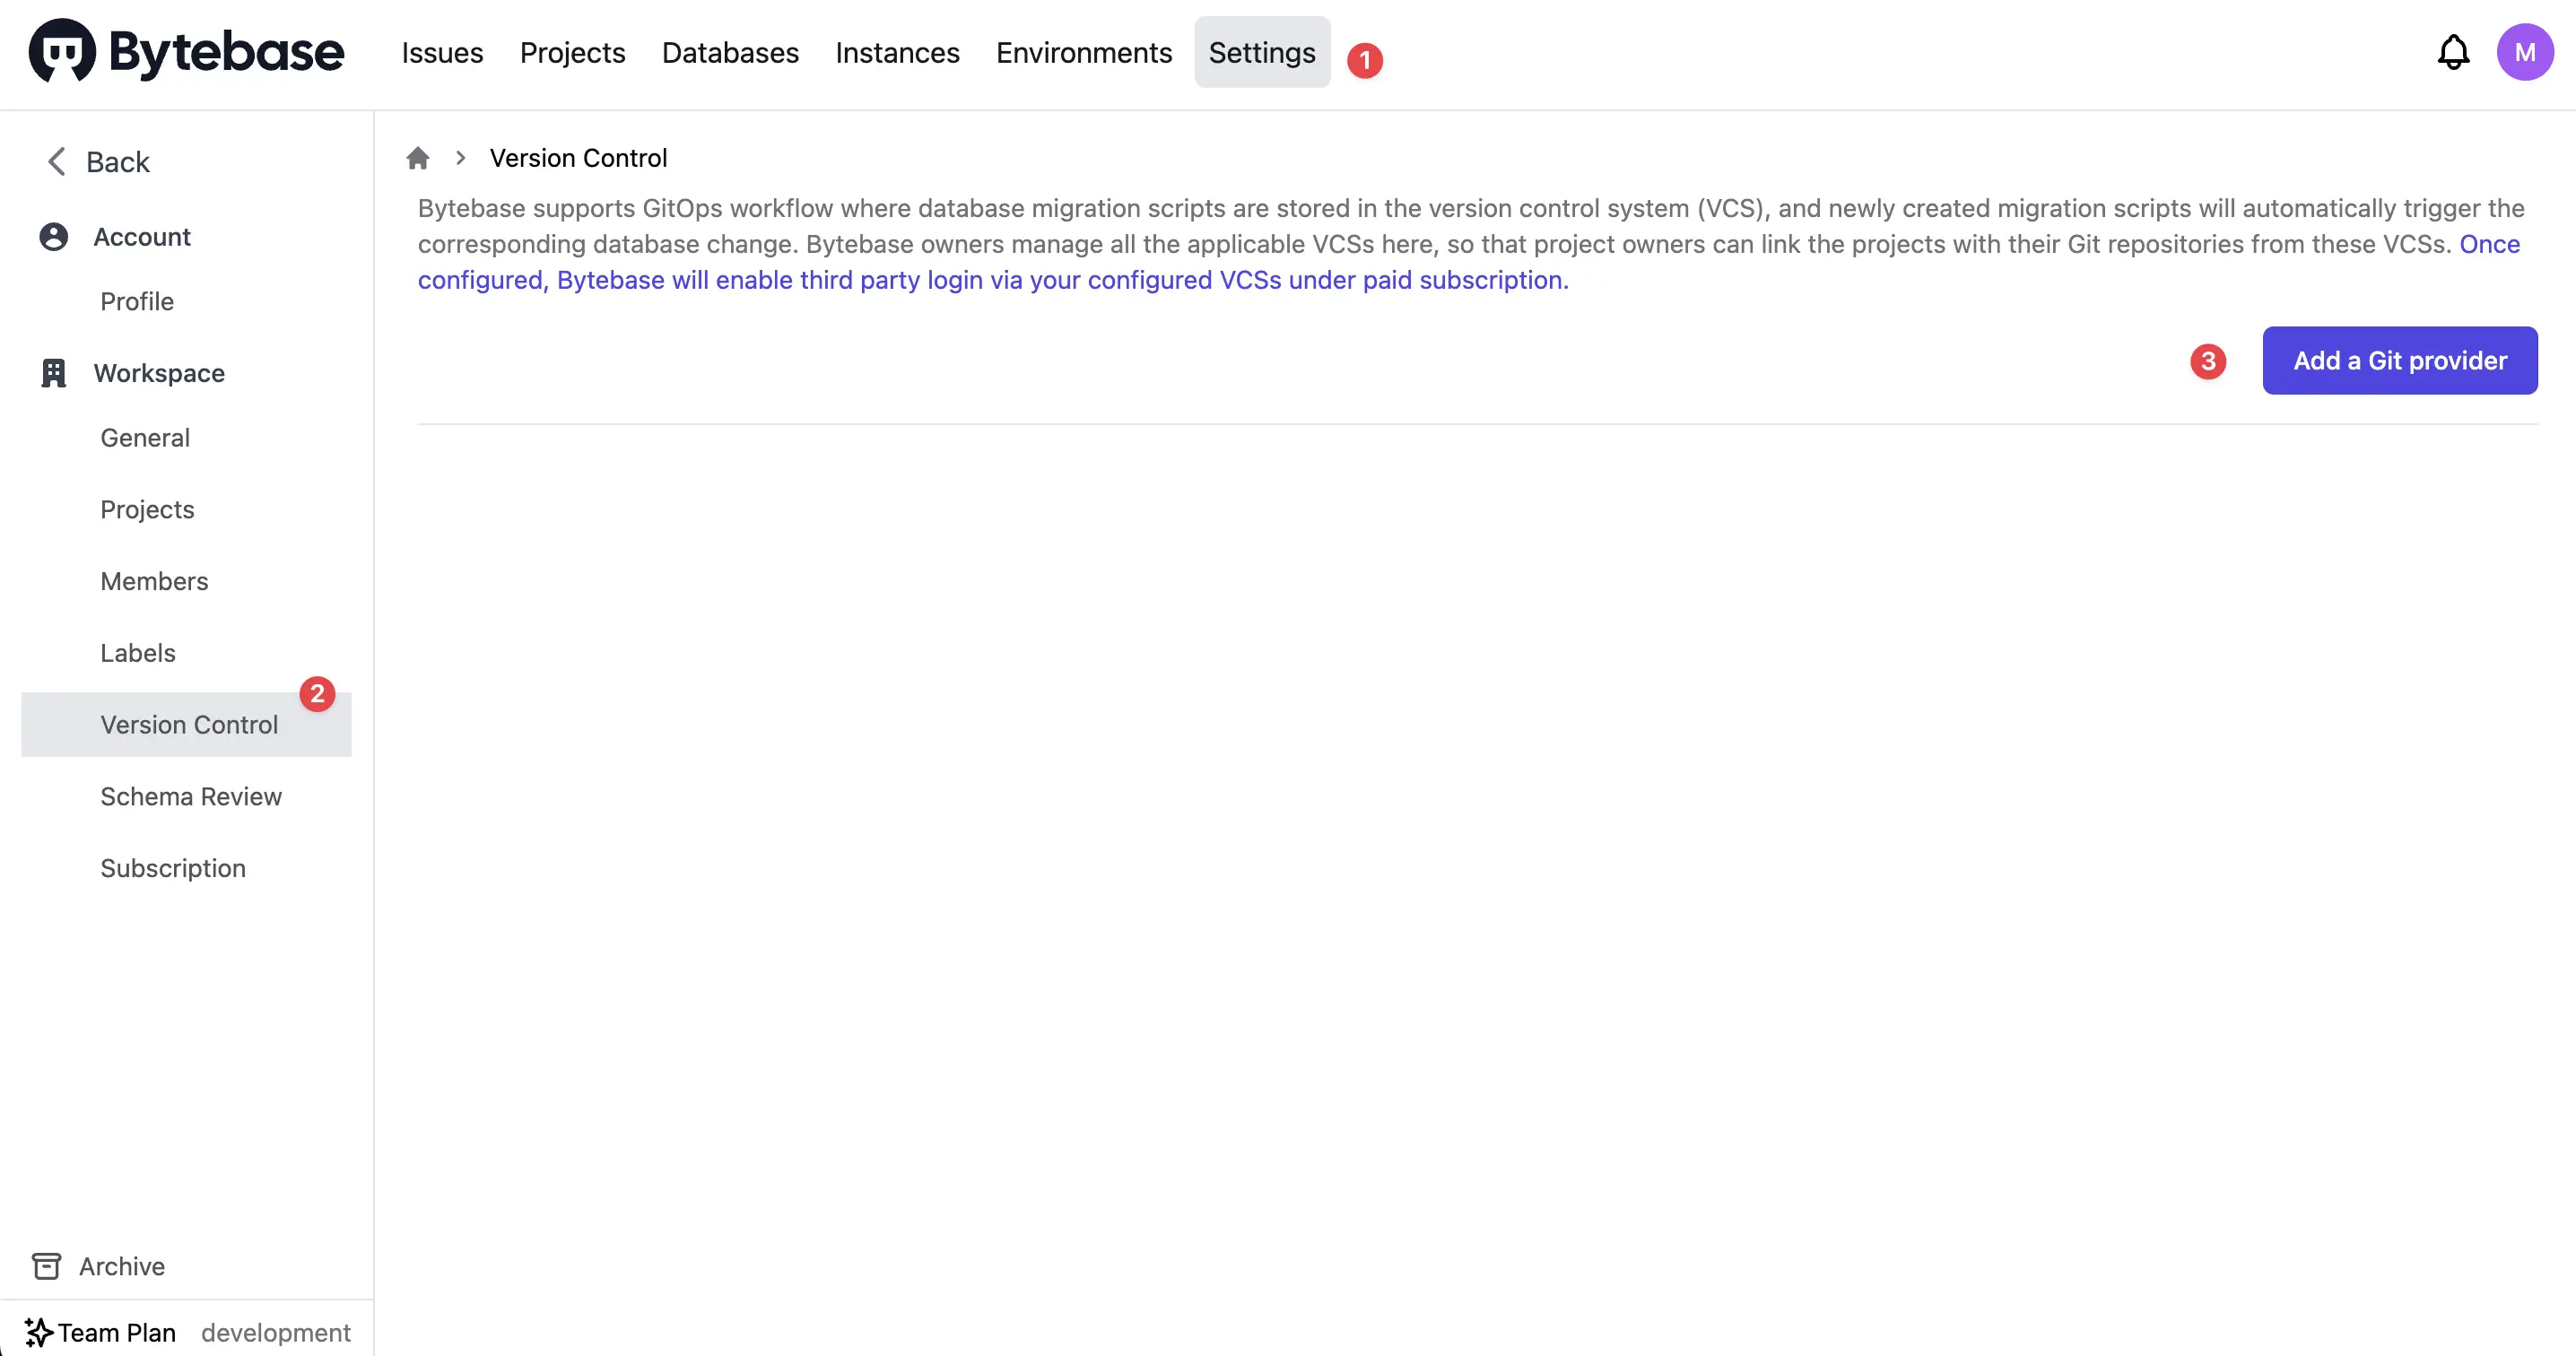 Bytebase
Issues
Projects
Databases
Instances
Environments
Settings
1
M
Back
Account
Profile
Workspace
General
Projects
Members
Labels
2
Version Control
Schema Review
Subscription
Archive
Team Plan
development
Version Control
Bytebase supports GitOps workflow where database migration scripts are stored in the version control system (VCS), and newly created migration scripts will automatically trigger the
corresponding database change. Bytebase owners manage all the applicable VCSs here, so that project owners can link the projects with their Git repositories from these VCSs. Once
configured, Bytebase will enable third party login via your configured VCSs under paid subscription.
3
Add a Git provider